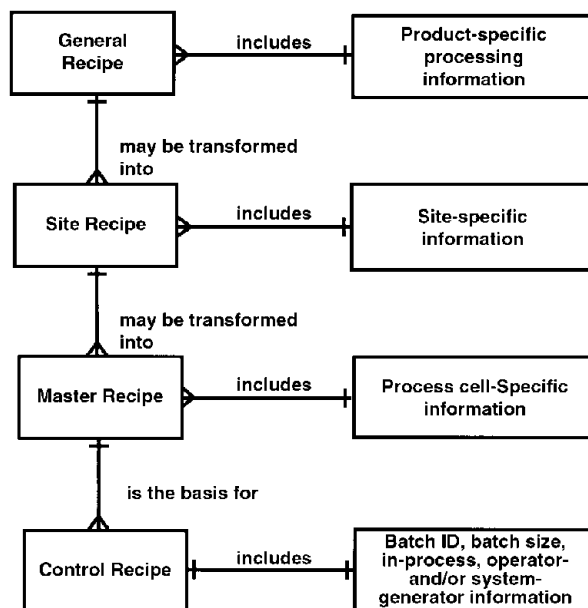 General
Recipe
includes
Product-specific
processing
information
may be transformed
into
Site Recipe
includes
Site-specific
information
may be transformed
into
Master Recipe
includes
Process cell-Specific
information
is the basis for
Control Recipe
includes
Batch ID, batch size,
in-process, operator-
and/or system-
generator information